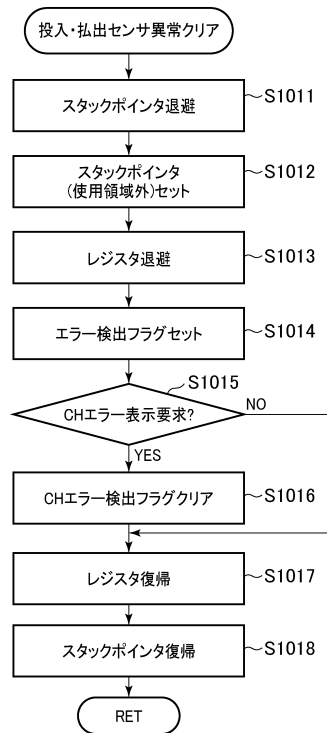 投入・払出センサ異常クリア
スタックポインタ退避
S1011
スタックポインタ
(使用領域外)セット
S1012
レジスタ退避
S1013
エラー検出フラグセット
S1014
S1015
CHエラー表示要求?
NO
YES
CHエラー検出フラグクリア
S1016
レジスタ復帰
S1017
スタックポインタ復帰
S1018
RET